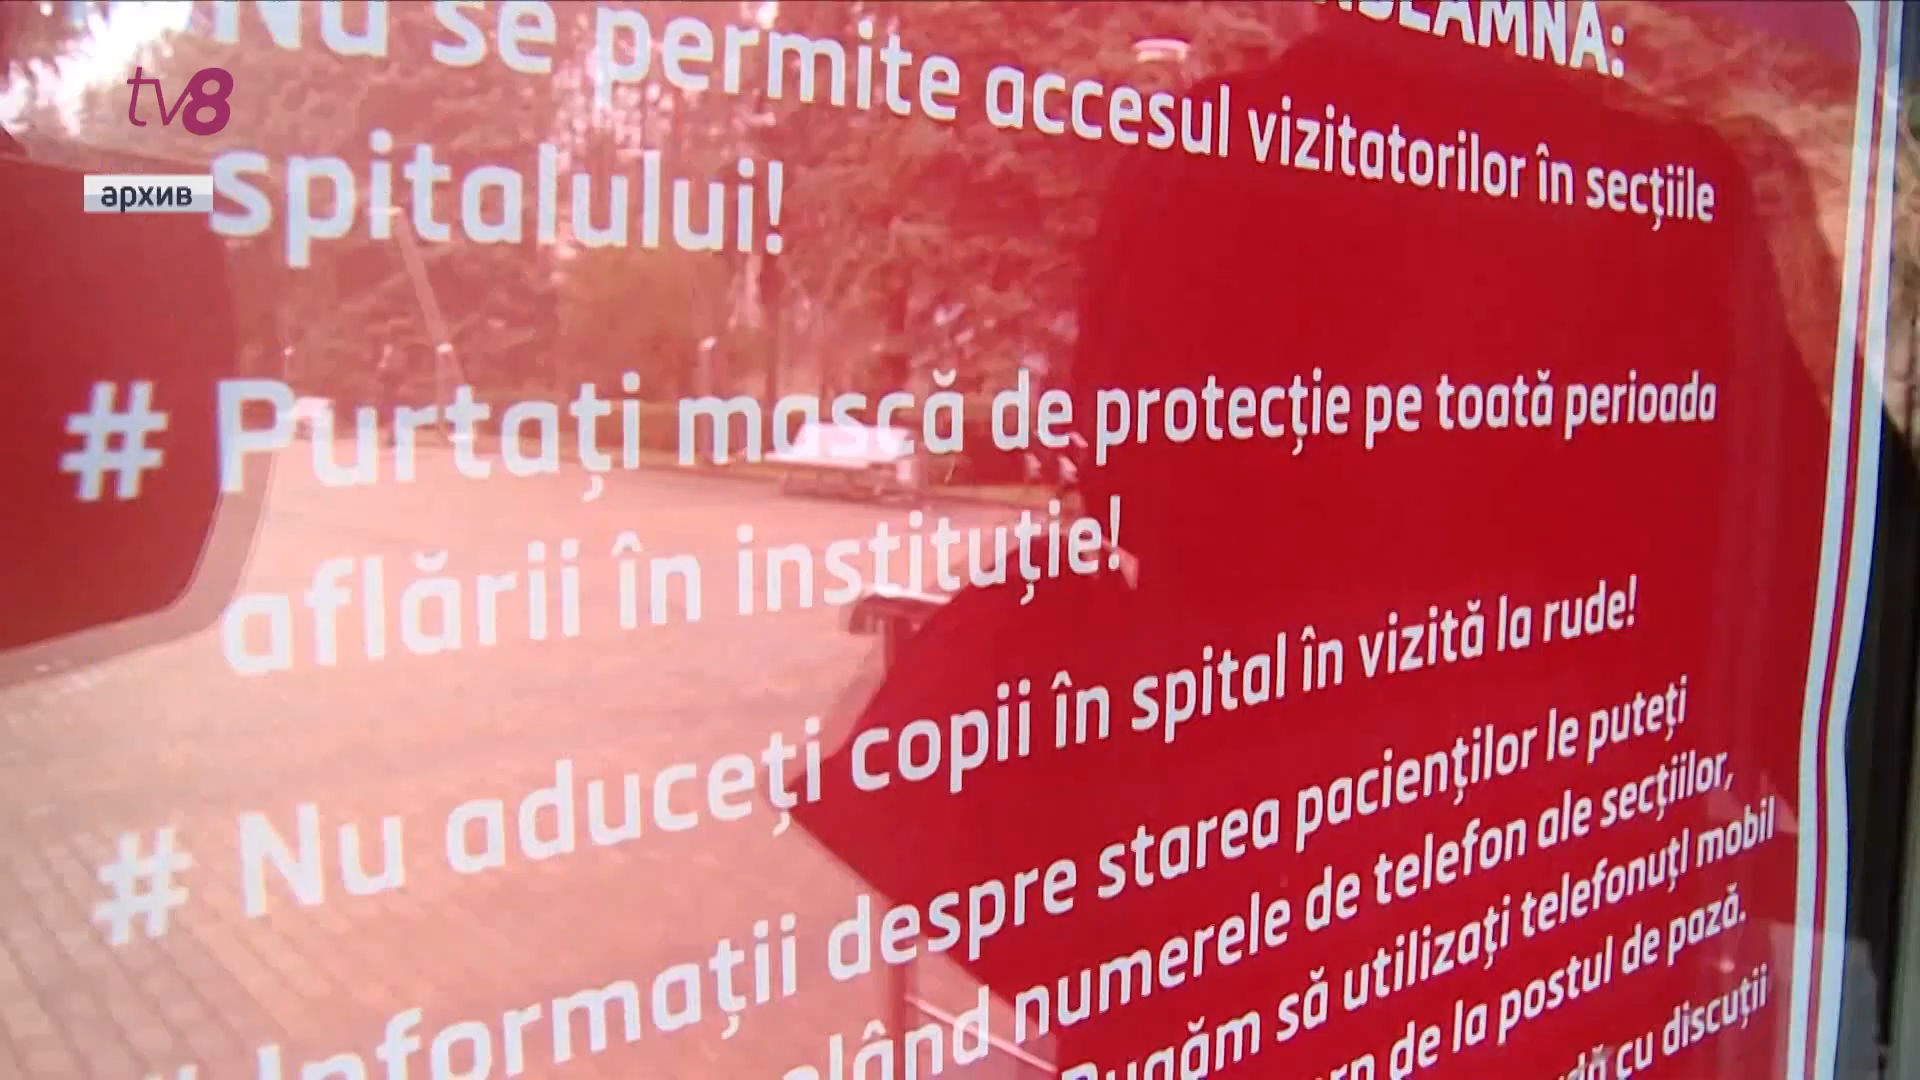 NDEAMNĂ:
Nu se permite accesul vizitatorilor în secțiile
spitalului!
tv8
архив
# Purtați mască de protecție pe toată perioada
aflării în instituție!
# Nu aduceți copii în spital în vizită la rude!
# Informații despre starea pacienților le puteți
numerele de telefon ale secțiilor,
Rugăm să utilizați telefonuțl mobil
de la postul de pază.
cu discuții